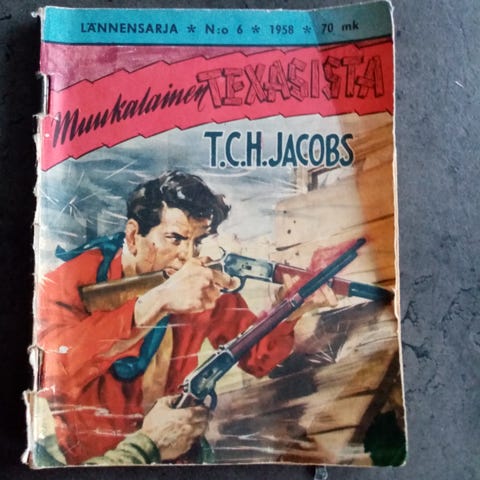 LÄNNENSARJA * N:o 6 * 1958 * 70 mk
Muukalainen TEXASISTA
T.C.H.JACOBS